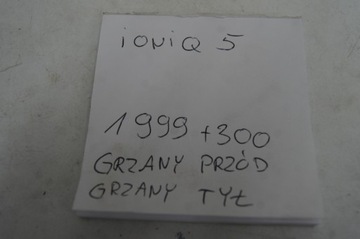 ioniQ 5
1999 +300
GRZANY PRZÓD
GRZANY TYŁ